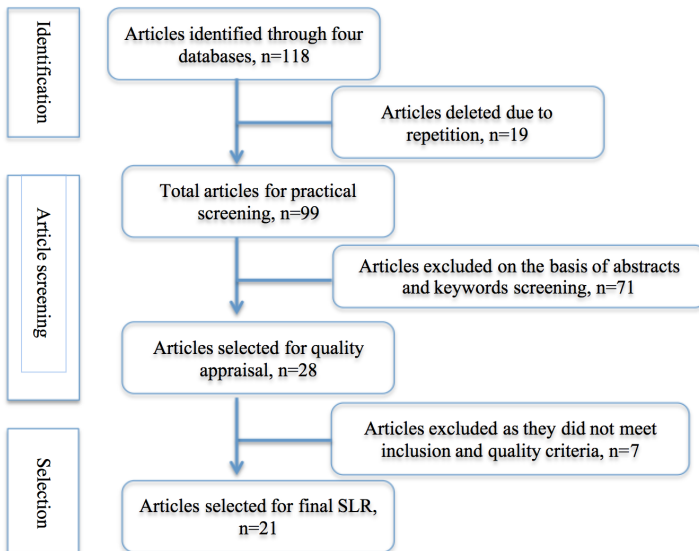 Identification
Articles identified through four
databases, n=118
Articles deleted due to
repetition, n=19
Article screening
Total articles for practical
screening, n=99
Articles excluded on the basis of abstracts
and keywords screening, n=71
Articles selected for quality
appraisal, n=28
Articles excluded as they did not meet
inclusion and quality criteria, n=7
Selection
Articles selected for final SLR,
n=21